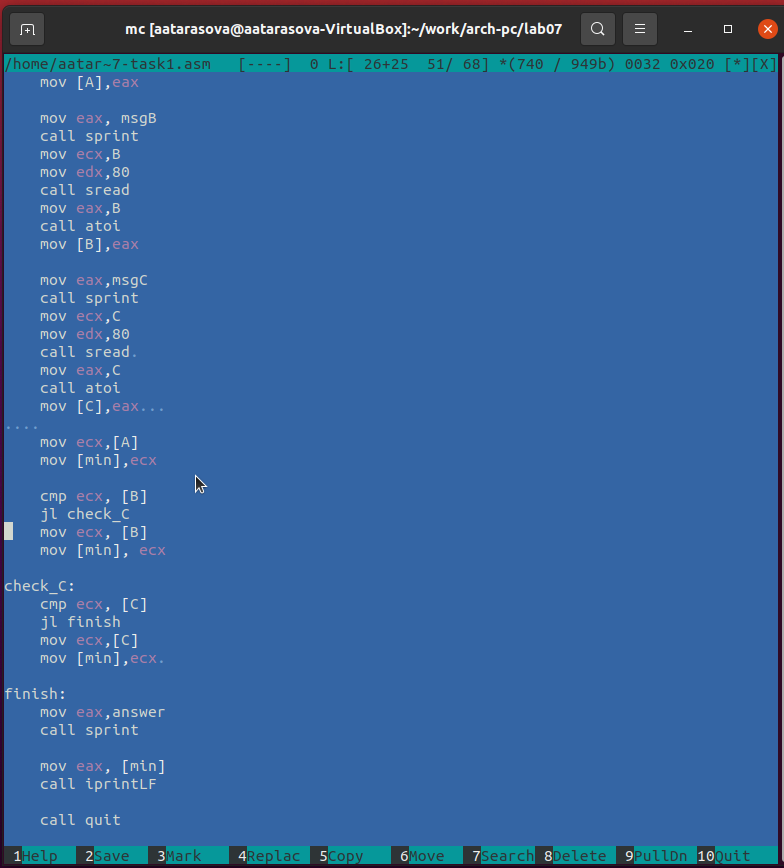 mc [aatarasova@aatarasova-VirtualBox]:~/work/arch-pc/lab07
/home/aatar~7-task1.asm   [----]  0 L:[ 26+25  51/ 68] *(740 / 949b) 0032 0x020 [*][X]
    mov [A],eax
    mov eax, msgB
    call sprint
    mov ecx,B
    mov edx,80
    call sread
    mov eax,B
    call atoi
    mov [B],eax
    mov eax,msgC
    call sprint
    mov ecx,C
    mov edx,80
    call sread.
    mov eax,C
    call atoi
    mov [C],eax...
....
    mov ecx,[A]
    mov [min],ecx
    cmp ecx, [B]
    jl check_C
    mov ecx, [B]
    mov [min], ecx
check_C:
    cmp ecx, [C]
    jl finish
    mov ecx,[C]
    mov [min],ecx.
finish:
    mov eax,answer
    call sprint
    mov eax, [min]
    call iprintLF
    call quit
1Help  2Save  3Mark  4Replac  5Copy  6Move  7Search  8Delete  9PullDn  10Quit